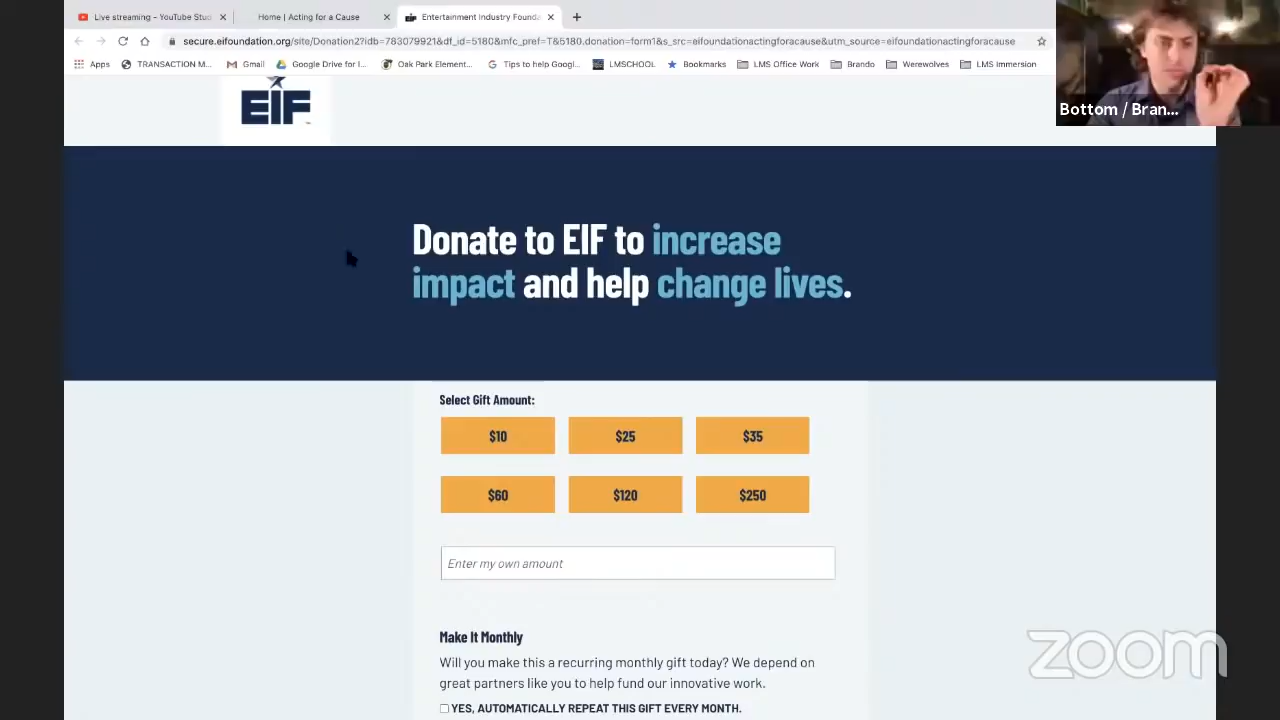 Live streaming – YouTube Stud
Home | Acting for a Cause
Entertainment Industry Founda
secure.eifoundation.org/site/Donation2?idb=783079921&df_id=5180&mfc_pref=T&5180.donation=form1&s_src=eifoundationactingforacause&utm_source=eifoundationactingforacause
Apps TRANSACTION M... Gmail Google Drive for I... Oak Park Element... Tips to help Googl... LMSCHOOL Bookmarks LMS Office Work Brando Werewolves LMS Immersion
Bottom / Bran...
EIF
Donate to EIF to increase
impact and help change lives.
Select Gift Amount:
$10 $25 $35
$60 $120 $250
Enter my own amount
Make It Monthly
Will you make this a recurring monthly gift today? We depend on
great partners like you to help fund our innovative work.
YES, AUTOMATICALLY REPEAT THIS GIFT EVERY MONTH.
zoom